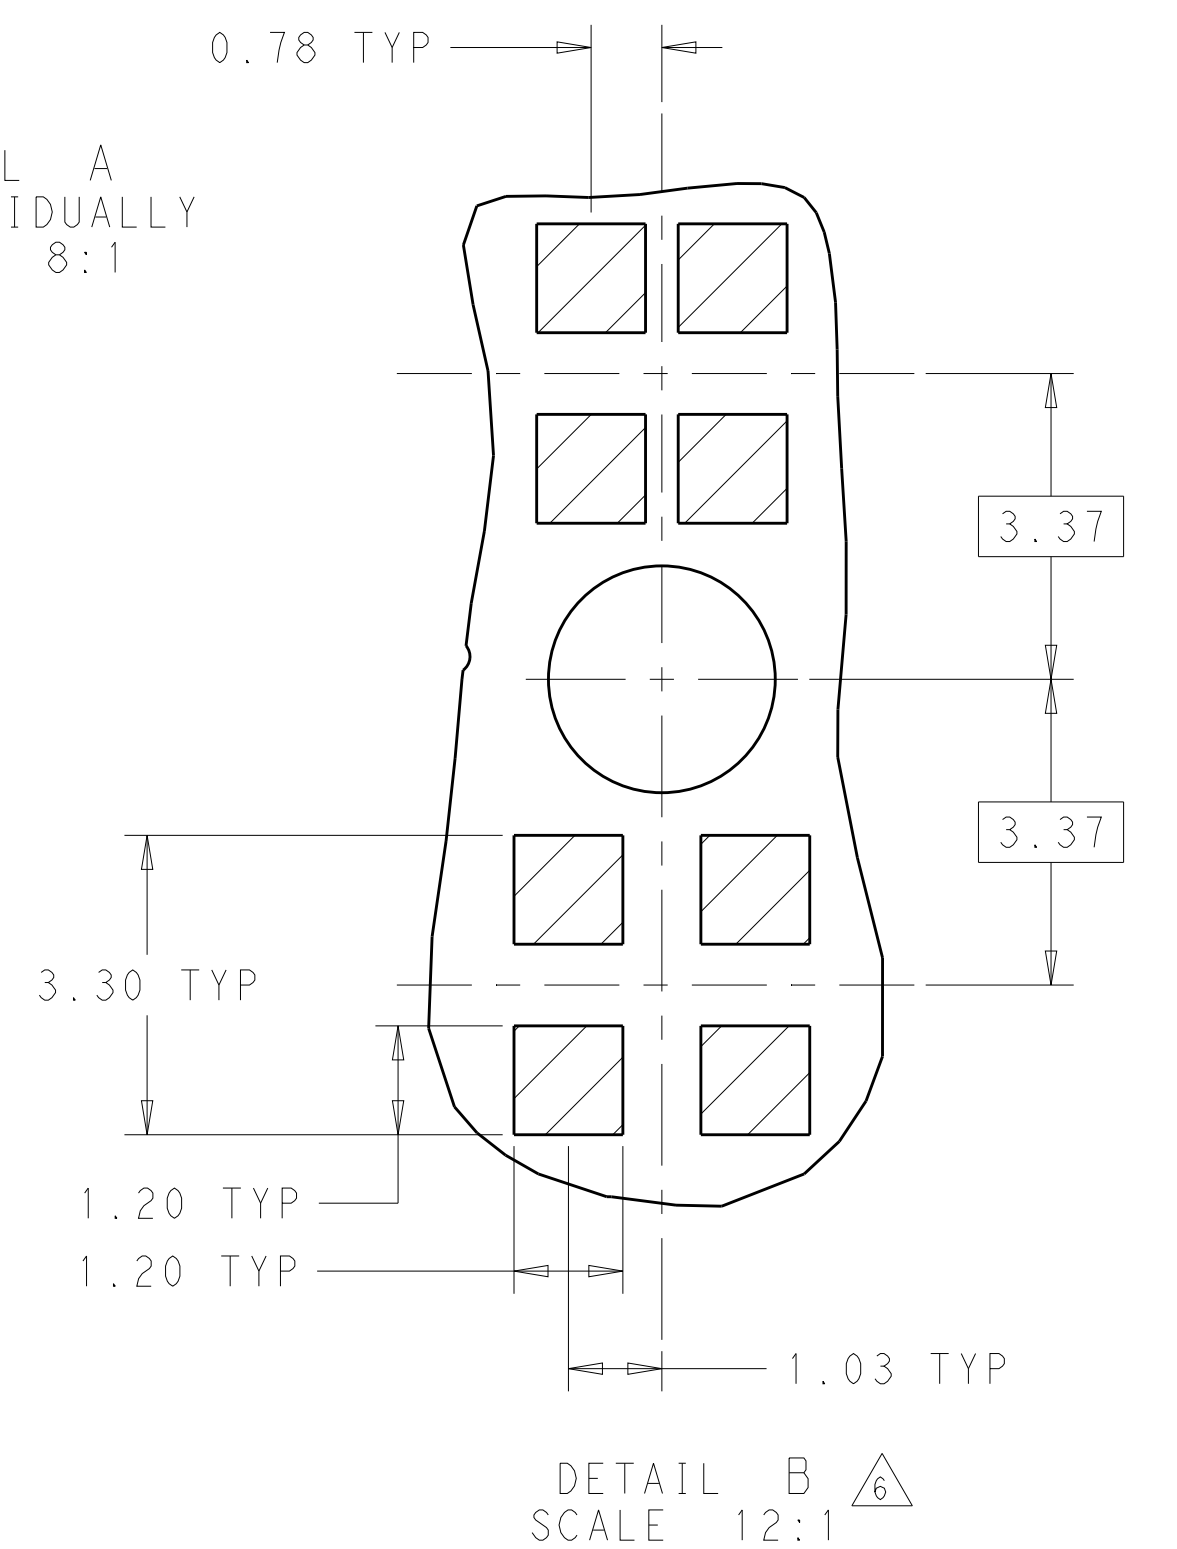 0.78 TYP
L A
IDUALLY
8:1
3.37
3.37
3.30 TYP
1.20 TYP
1.20 TYP
1.03 TYP
DETAIL B 6
SCALE 12:1